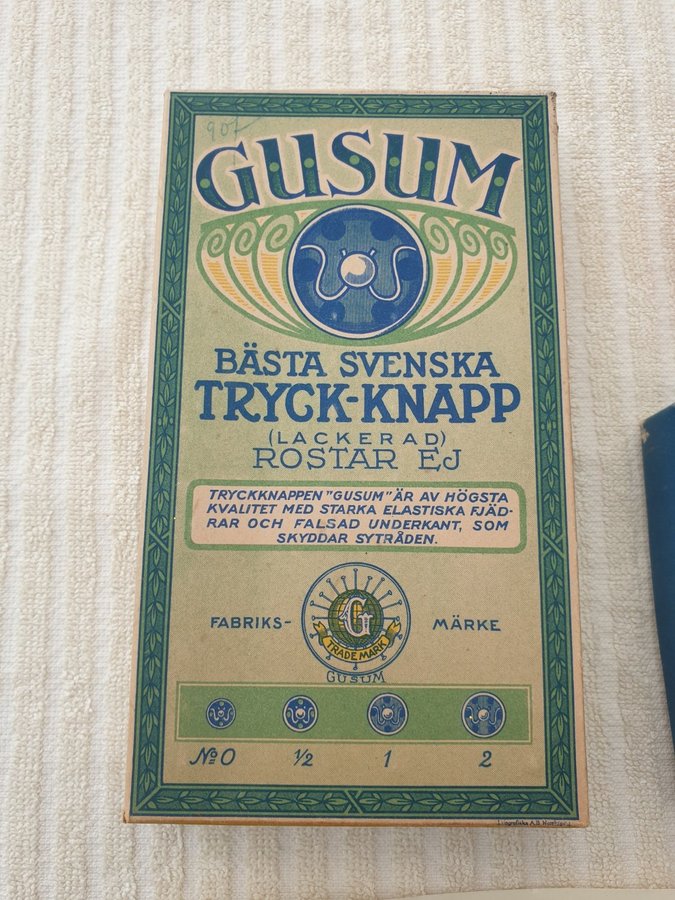 907
GUSUM
BÄSTA SVENSKA
TRYCK-KNAPP
(LACKERAD)
ROSTAR EJ
TRYCKKNAPPEN "GUSUM" ÄR AV HÖGSTA
KVALITET MED STARKA ELASTISKA FJÄD-
RAR OCH FALSAD UNDERKANT, SOM
SKYDDAR SYTRÅDEN.
FABRIKS- MÄRKE
G
TRADE MARK
GUSUM
No 0 1/2 1 2